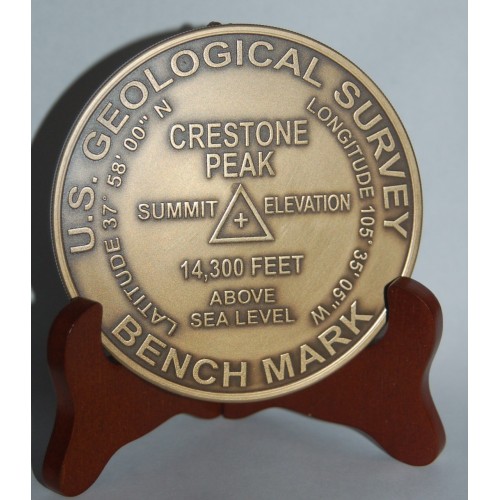 U.S. GEOLOGICAL SURVEY
LATITUDE 37° 58' 00" N
LONGITUDE 105° 35' 05" W
CRESTONE
PEAK
SUMMIT + ELEVATION
14,300 FEET
ABOVE
SEA LEVEL
BENCH MARK